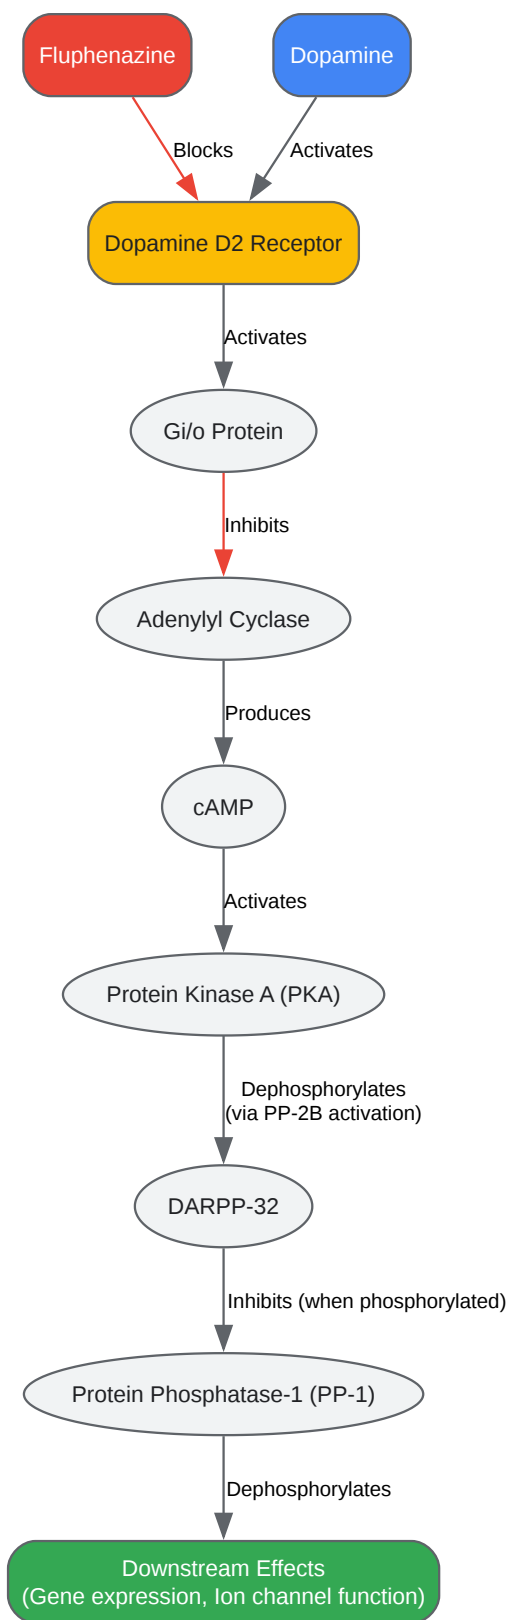 Fluphenazine
Dopamine
Blocks
Activates
Dopamine D2 Receptor
Activates
Gi/o Protein
Inhibits
Adenylyl Cyclase
Produces
cAMP
Activates
Protein Kinase A (PKA)
Dephosphorylates
(via PP-2B activation)
DARPP-32
Inhibits (when phosphorylated)
Protein Phosphatase-1 (PP-1)
Dephosphorylates
Downstream Effects
(Gene expression, Ion channel function)